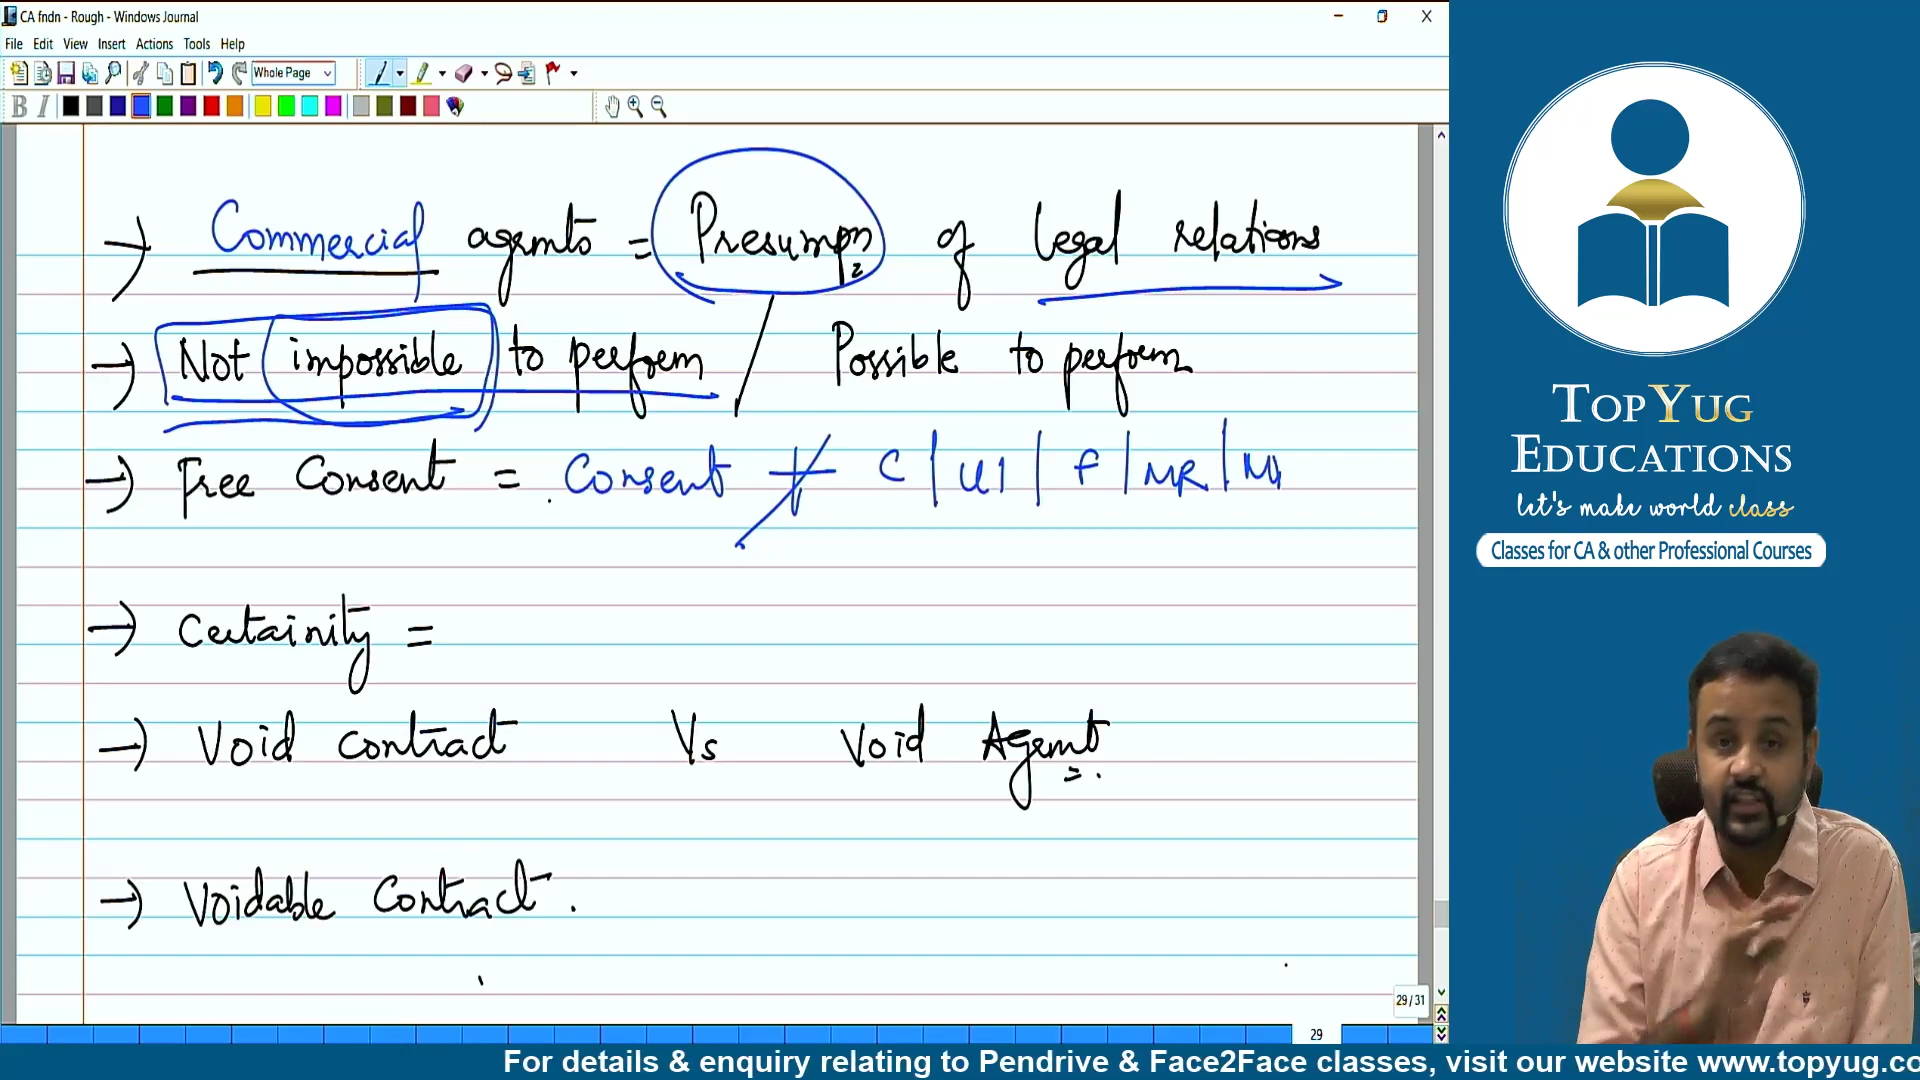 CA fndn - Rough - Windows Journal
File Edit View Insert Actions Tools Help
Whole Page
B I
→ Commercial agemts = Presumpn of legal relations
→ Not impossible to perform / Possible to perform
→ Free Consent = Consent ≠ C | UI | F | MR | M
→ Certainity =
→ Void contract Vs Void Agemt
→ Voidable Contract.
29/31
29
TOPYUG
EDUCATIONS
let's make world class
Classes for CA & other Professional Courses
For details & enquiry relating to Pendrive & Face2Face classes, visit our website www.topyug.co